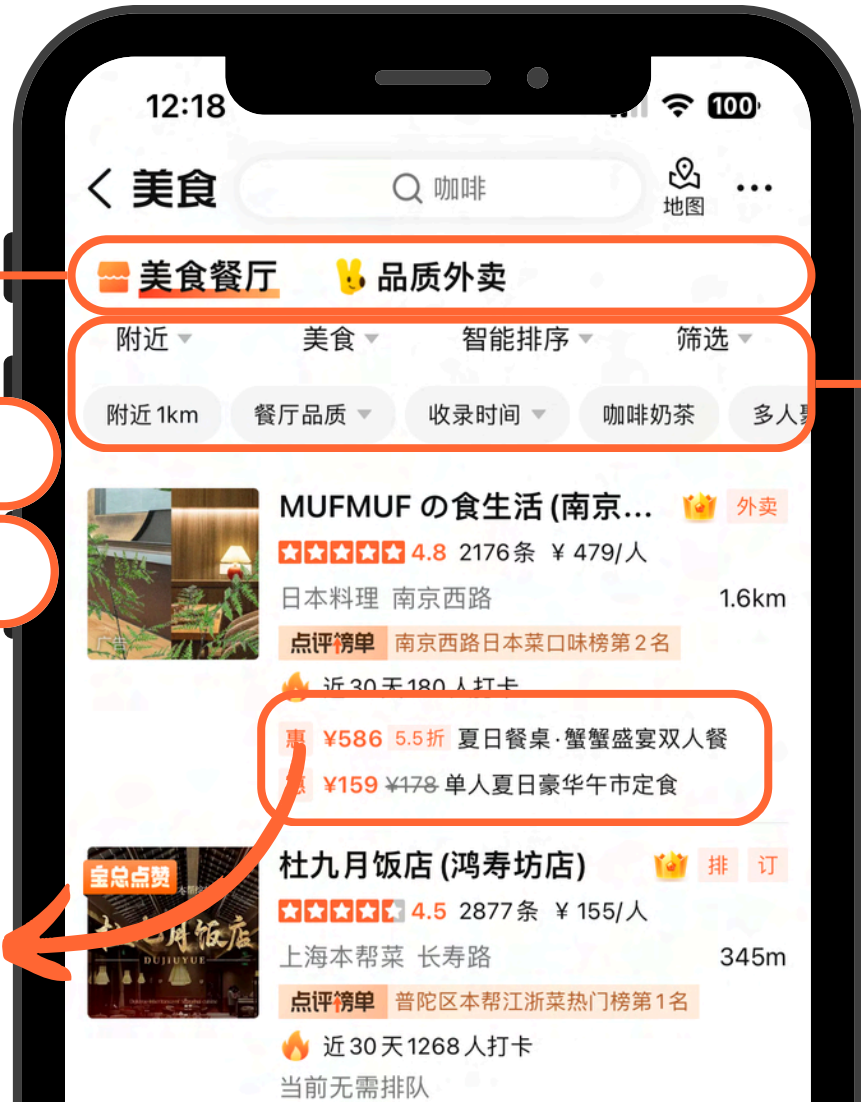 12:18
100
美食
咖啡
地图
美食餐厅 品质外卖
附近 美食 智能排序 筛选
附近1km 餐厅品质 收录时间 咖啡奶茶 多人
MUFMUF の食生活 (南京... 外卖
4.8 2176条 ¥479/人
日本料理 南京西路 1.6km
点评榜单 南京西路日本菜口味榜第2名
广告
近30天180人打卡
惠 ¥586 5.5折 夏日餐桌·蟹蟹盛宴双人餐
惠 ¥159 ¥178 单人夏日豪华午市定食
宝总点赞
杜九月饭店 (鸿寿坊店) 排 订
4.5 2877条 ¥155/人
月饭店
DUJIUYUE
上海本帮菜 长寿路 345m
点评榜单 普陀区本帮江浙菜热门榜第1名
近30天1268人打卡
当前无需排队